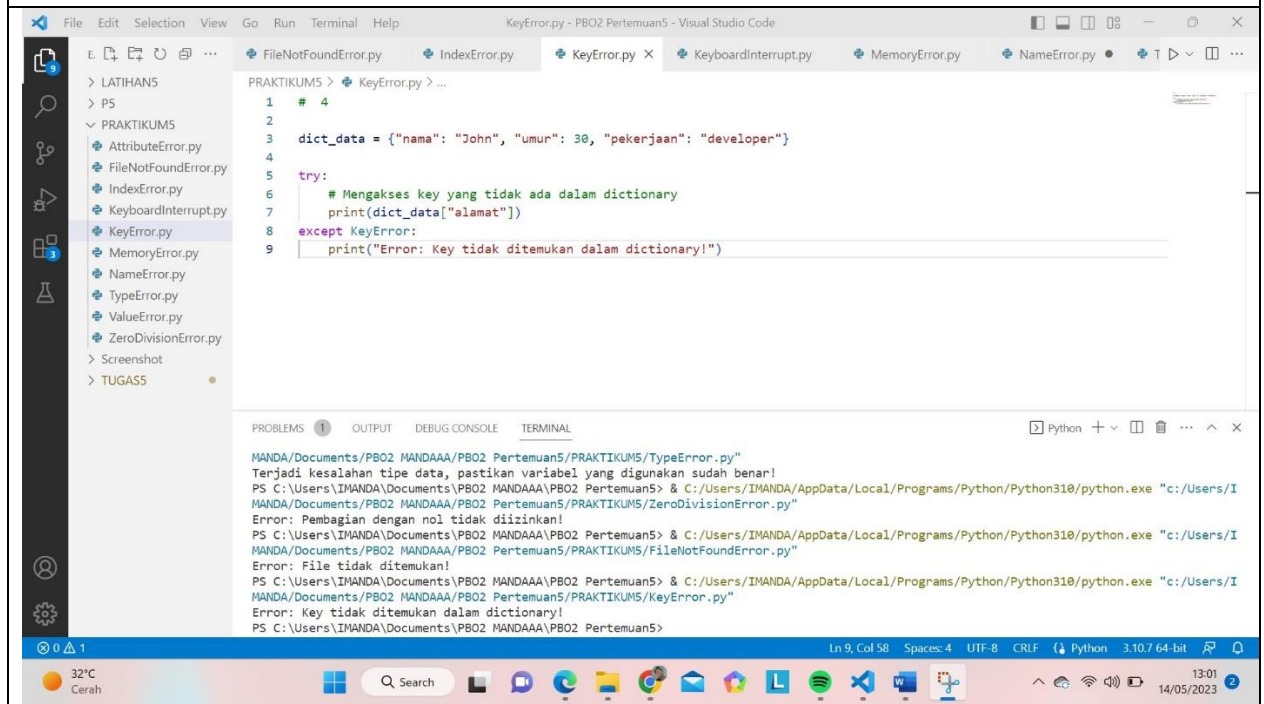 File Edit Selection View Go Run Terminal Help KeyError.py - PBO2 Pertemuan5 - Visual Studio Code
E. FileNotFoundError.py IndexError.py KeyError.py KeyboardInterrupt.py MemoryError.py NameError.py T
PRAKTIKUM5 > KeyError.py > ...
9
> LATIHAN5
> P5
PRAKTIKUM5
AttributeError.py
FileNotFoundError.py
IndexError.py
KeyboardInterrupt.py
KeyError.py
MemoryError.py
NameError.py
TypeError.py
ValueError.py
ZeroDivisionError.py
> Screenshot
> TUGAS5
3
1 # 4
2
3 dict_data = {"nama": "John", "umur": 30, "pekerjaan": "developer"}
4
5 try:
6 # Mengakses key yang tidak ada dalam dictionary
7 print(dict_data["alamat"])
8 except KeyError:
9 print("Error: Key tidak ditemukan dalam dictionary!")
PROBLEMS 1 OUTPUT DEBUG CONSOLE TERMINAL Python
MANDA/Documents/PBO2 MANDAAA/PBO2 Pertemuan5/PRAKTIKUM5/TypeError.py"
Terjadi kesalahan tipe data, pastikan variabel yang digunakan sudah benar!
PS C:\Users\IMANDA\Documents\PBO2 MANDAAA\PBO2 Pertemuan5> & C:/Users/IMANDA/AppData/Local/Programs/Python/Python310/python.exe "c:/Users/I
MANDA/Documents/PBO2 MANDAAA/PBO2 Pertemuan5/PRAKTIKUM5/ZeroDivisionError.py"
Error: Pembagian dengan nol tidak diizinkan!
PS C:\Users\IMANDA\Documents\PBO2 MANDAAA\PBO2 Pertemuan5> & C:/Users/IMANDA/AppData/Local/Programs/Python/Python310/python.exe "c:/Users/I
MANDA/Documents/PBO2 MANDAAA/PBO2 Pertemuan5/PRAKTIKUM5/FileNotFoundError.py"
Error: File tidak ditemukan!
PS C:\Users\IMANDA\Documents\PBO2 MANDAAA\PBO2 Pertemuan5> & C:/Users/IMANDA/AppData/Local/Programs/Python/Python310/python.exe "c:/Users/I
MANDA/Documents/PBO2 MANDAAA/PBO2 Pertemuan5/PRAKTIKUM5/KeyError.py"
Error: Key tidak ditemukan dalam dictionary!
PS C:\Users\IMANDA\Documents\PBO2 MANDAAA\PBO2 Pertemuan5>
0 1 Ln 9, Col 58 Spaces: 4 UTF-8 CRLF Python 3.10.7 64-bit
32°C
Cerah
Search
13:01
14/05/2023
2